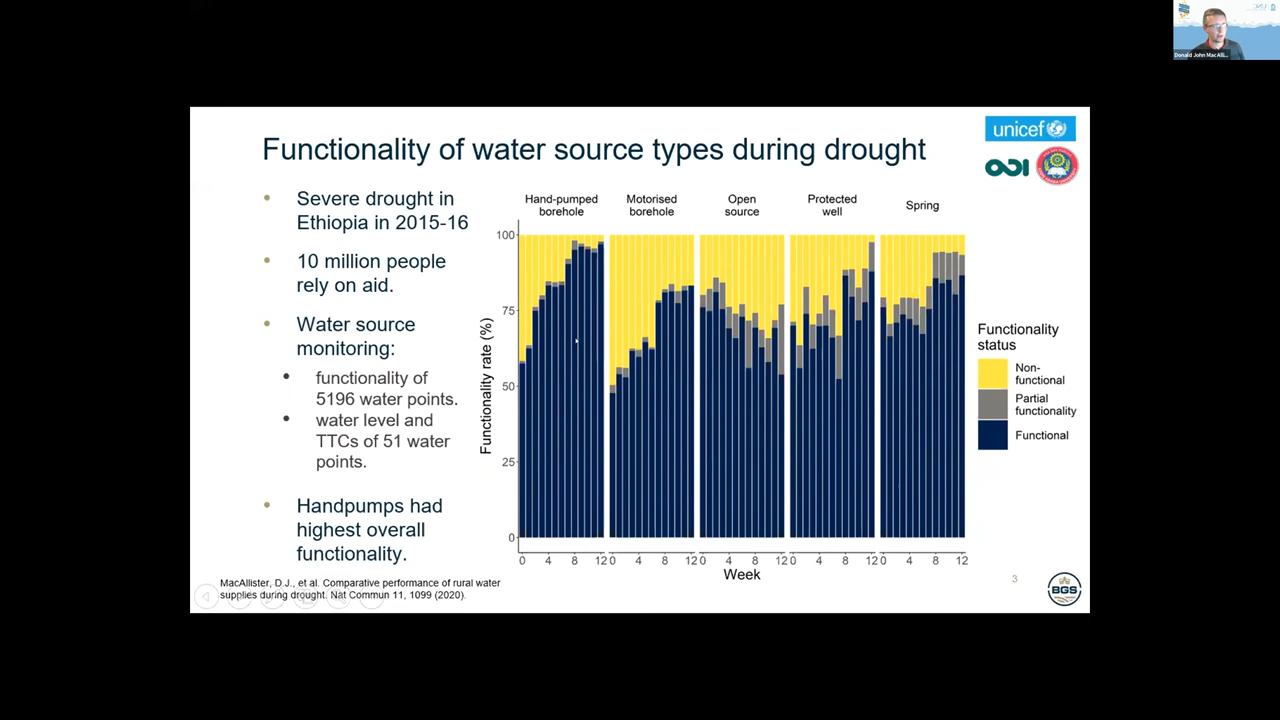 Donald John MacAlli...
Functionality of water source types during drought
unicef
ODI
• Severe drought in
Ethiopia in 2015-16
• 10 million people
rely on aid.
• Water source
monitoring:
• functionality of
5196 water points.
• water level and
TTCs of 51 water
points.
• Handpumps had
highest overall
functionality.
MacAllister, D.J., et al. Comparative performance of rural water
supplies during drought. Nat Commun 11, 1099 (2020).
Hand-pumped
borehole
Motorised
borehole
Open
source
Protected
well
Spring
Functionality rate (%)
100
75
50
25
0
0 4 8 12
0 4 8 12
0 4 8 12
0 4 8 12
0 4 8 12
Week
Functionality
status
Non-
functional
Partial
functionality
Functional
3
BGS